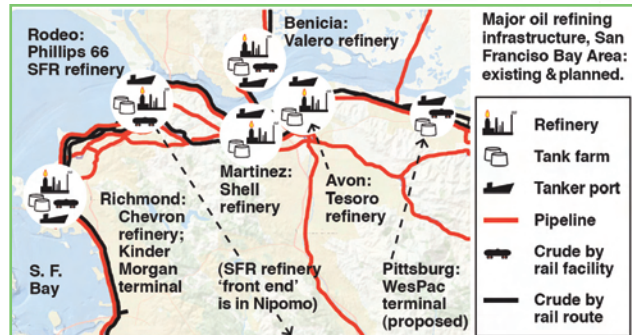 Rodeo:
Phillips 66
SFR refinery
Benicia:
Valero refinery
Major oil refining
infrastructure, San
Franciso Bay Area:
existing & planned.
Richmond:
Chevron
refinery;
Kinder
Morgan
terminal
Martinez:
Shell
refinery
Avon:
Tesoro
refinery
S. F.
Bay
(SFR refinery
‘front end’
is in Nipomo)
Pittsburg:
WesPac
terminal
(proposed)
Refinery
Tank farm
Tanker port
Pipeline
Crude by
rail facility
Crude by
rail route